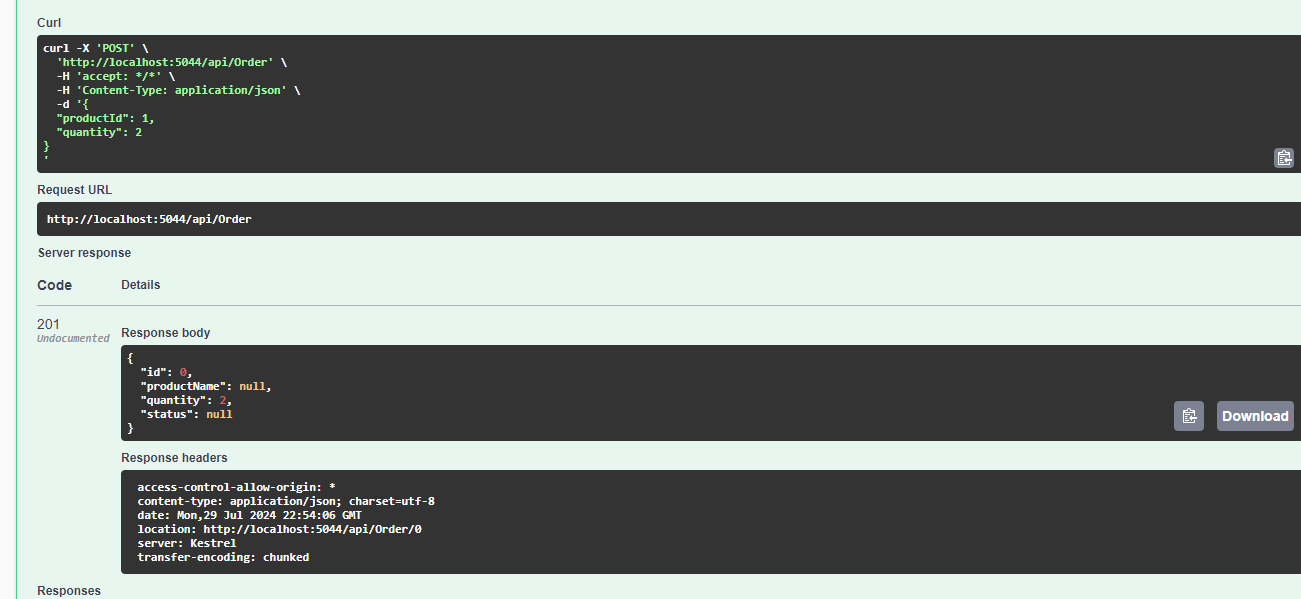 Curl
curl -X 'POST' \
  'http://localhost:5044/api/Order' \
  -H 'accept: */*' \
  -H 'Content-Type: application/json' \
  -d '{
  "productId": 1,
  "quantity": 2
}
'
Request URL
http://localhost:5044/api/Order
Server response
Code Details
201
Undocumented
Response body
{
  "id": 0,
  "productName": null,
  "quantity": 2,
  "status": null
}
Download
Response headers
access-control-allow-origin: *
content-type: application/json; charset=utf-8
date: Mon,29 Jul 2024 22:54:06 GMT
location: http://localhost:5044/api/Order/0
server: Kestrel
transfer-encoding: chunked
Responses